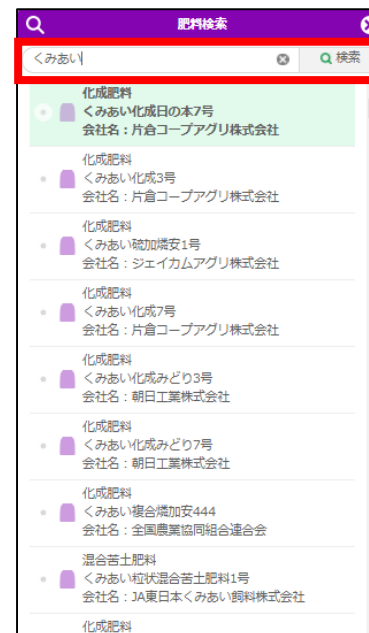 肥料検索
くみあい
検索
化成肥料
くみあい化成日の本7号
会社名：片倉コープアグリ株式会社
化成肥料
くみあい化成3号
会社名：片倉コープアグリ株式会社
化成肥料
くみあい硫加燐安1号
会社名：ジェイカムアグリ株式会社
化成肥料
くみあい化成7号
会社名：片倉コープアグリ株式会社
化成肥料
くみあい化成みどり3号
会社名：朝日工業株式会社
化成肥料
くみあい化成みどり7号
会社名：朝日工業株式会社
化成肥料
くみあい複合燐加安444
会社名：全国農業協同組合連合会
混合苦土肥料
くみあい粒状混合苦土肥料1号
会社名：JA東日本くみあい飼料株式会社
化成肥料